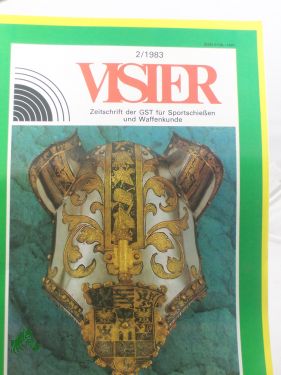 2/1983
VISIER
Zeitschrift der GST für Sportschießen
und Waffenkunde